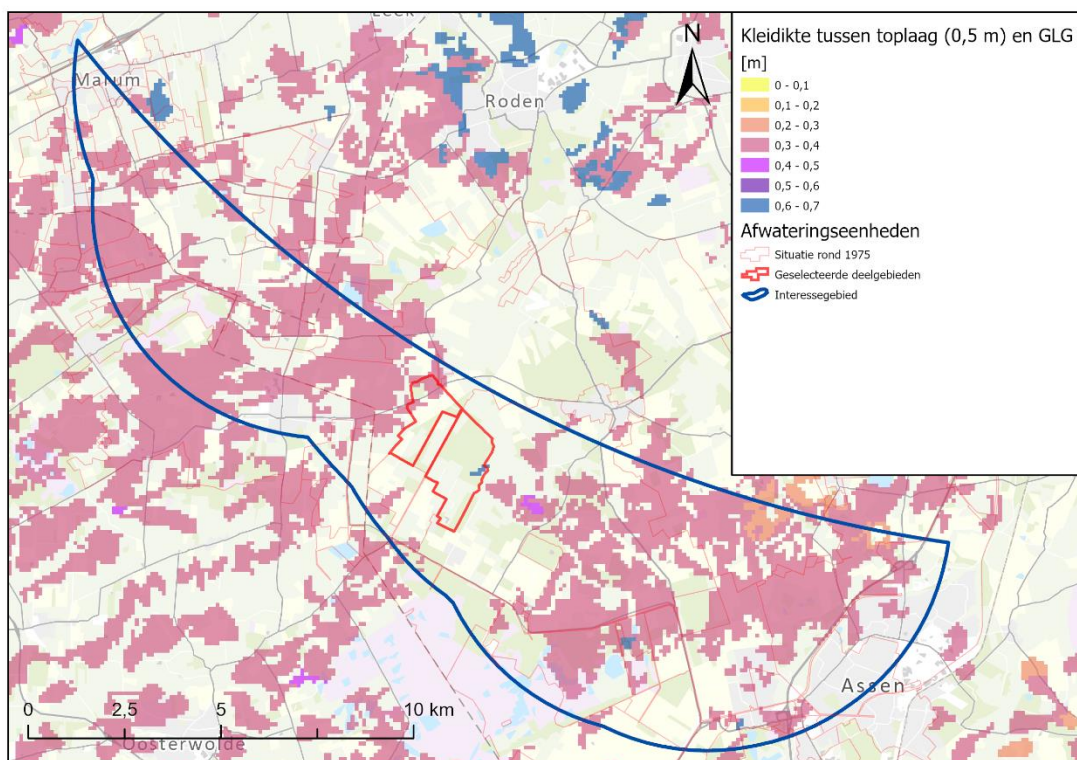 Leek
Marum
Roden
N
Assen
Oosterwolde
0
2,5
5
10 km
Kleidikte tussen toplaag (0,5 m) en GLG
[m]
0 - 0,1
0,1 - 0,2
0,2 - 0,3
0,3 - 0,4
0,4 - 0,5
0,5 - 0,6
0,6 - 0,7
Afwateringseenheden
Situatie rond 1975
Geselecteerde deelgebieden
Interessegebied